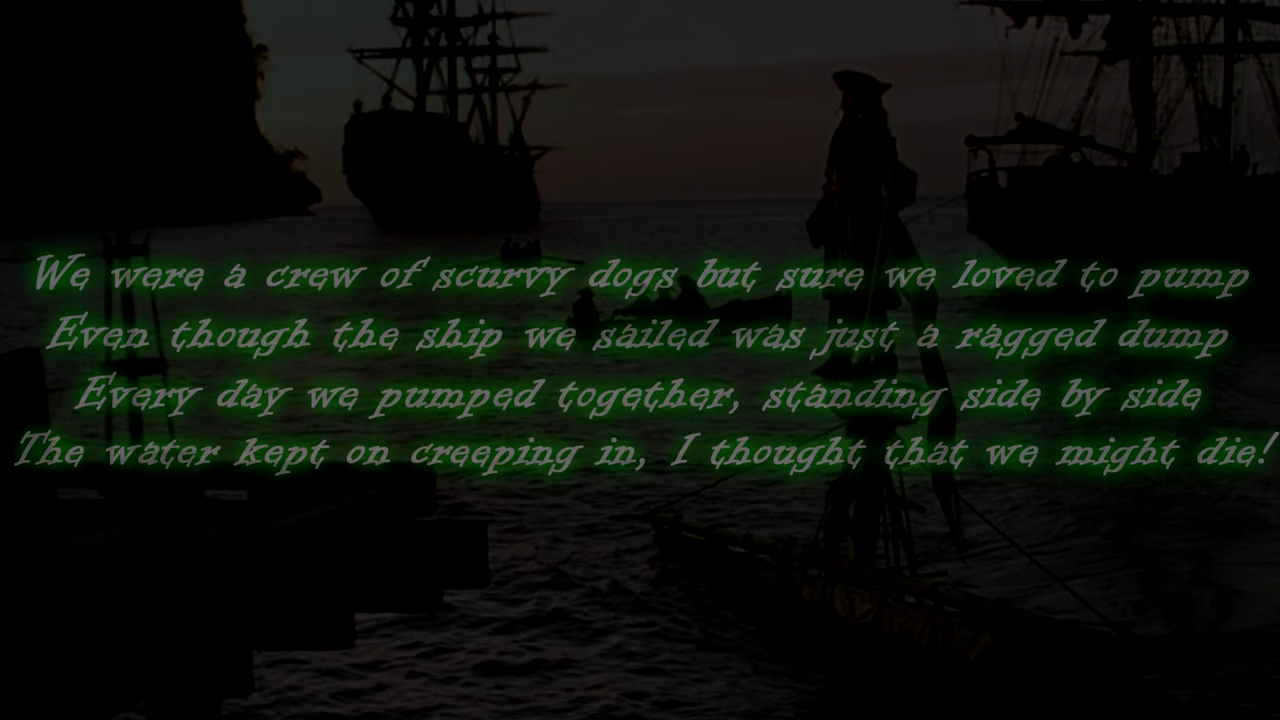 We were a crew of scurvy dogs but sure we loved to pump
Even though the ship we sailed was just a ragged dump
Every day we pumped together, standing side by side
The water kept on creeping in, I thought that we might die!